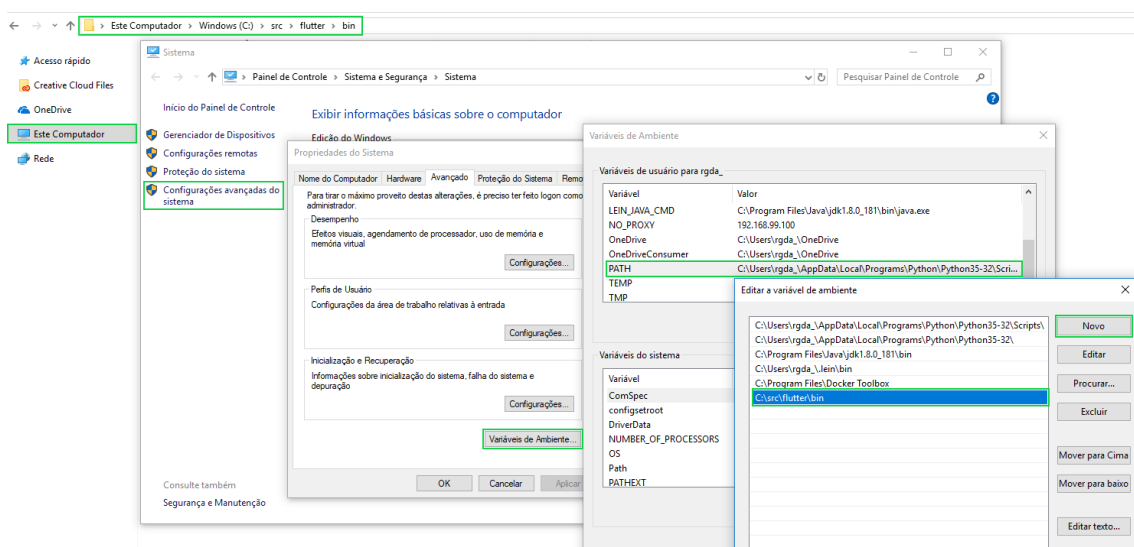 Este Computador > Windows (C:) > src > flutter > bin
Acesso rápido
Creative Cloud Files
OneDrive
Este Computador
Rede
Sistema
Painel de Controle > Sistema e Segurança > Sistema
Pesquisar Painel de Controle
Início do Painel de Controle
Gerenciador de Dispositivos
Configurações remotas
Proteção do sistema
Configurações avançadas do
sistema
Consulte também
Segurança e Manutenção
Exibir informações básicas sobre o computador
Edição do Windows
Propriedades do Sistema
Nome do Computador Hardware Avançado Proteção do Sistema Remo
Para tirar o máximo proveito destas alterações, é preciso ter feito logon como
administrador.
Desempenho
Efeitos visuais, agendamento de processador, uso de memória e
memória virtual
Configurações...
Perfis de Usuário
Configurações da área de trabalho relativas à entrada
Configurações...
Inicialização e Recuperação
Informações sobre inicialização do sistema, falha do sistema e
depuração
Configurações...
Variáveis de Ambiente...
OK Cancelar Aplicar
Variáveis de Ambiente
Variáveis de usuário para rgda_
Variável Valor
LEIN_JAVA_CMD C:\Program Files\Java\jdk1.8.0_181\bin\java.exe
NO_PROXY 192.168.99.100
OneDrive C:\Users\rgda_\OneDrive
OneDriveConsumer C:\Users\rgda_\OneDrive
PATH C:\Users\rgda_\AppData\Local\Programs\Python\Python35-32\Scri...
TEMP
TMP
Variáveis do sistema
Variável
ComSpec
configsetroot
DriverData
NUMBER_OF_PROCESSORS
OS
Path
PATHEXT
Editar a variável de ambiente
C:\Users\rgda_\AppData\Local\Programs\Python\Python35-32\Scripts\
C:\Users\rgda_\AppData\Local\Programs\Python\Python35-32\
C:\Program Files\Java\jdk1.8.0_181\bin
C:\Users\rgda_\.lein\bin
C:\Program Files\Docker Toolbox
C:\src\flutter\bin
Novo
Editar
Procurar...
Excluir
Mover para Cima
Mover para baixo
Editar texto...